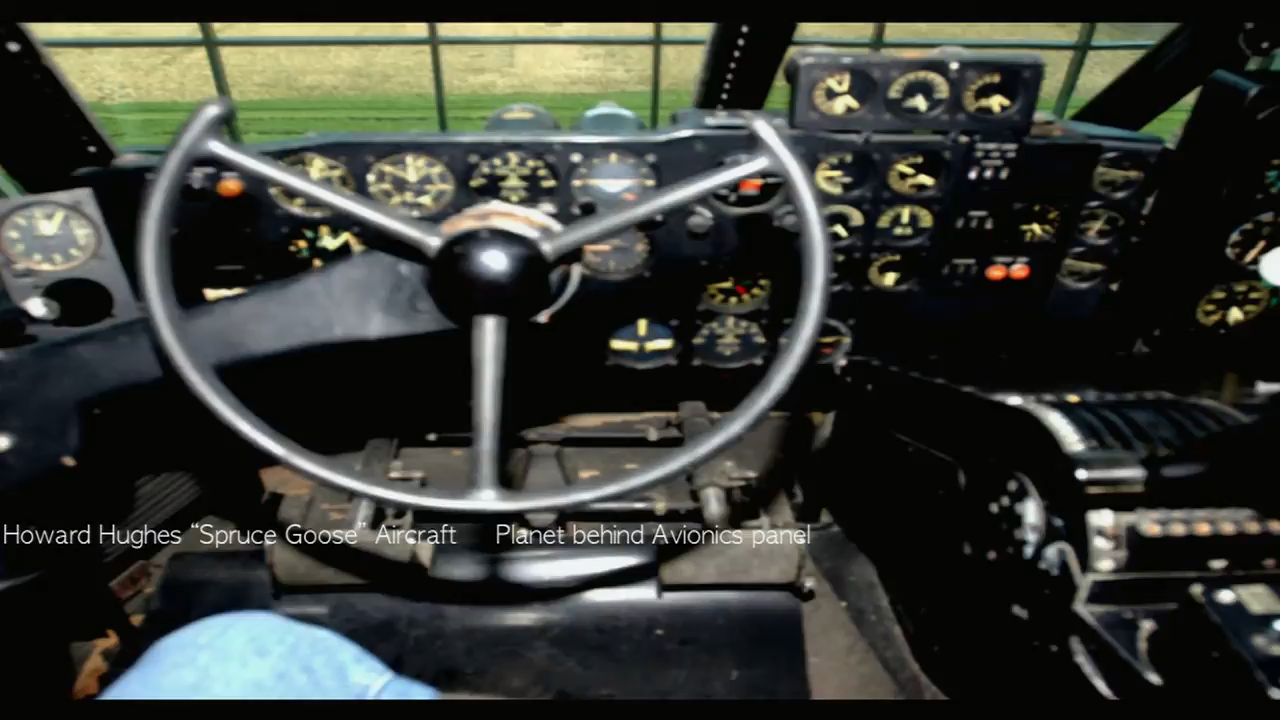 Howard Hughes “Spruce Goose” Aircraft Planet behind Avionics panel